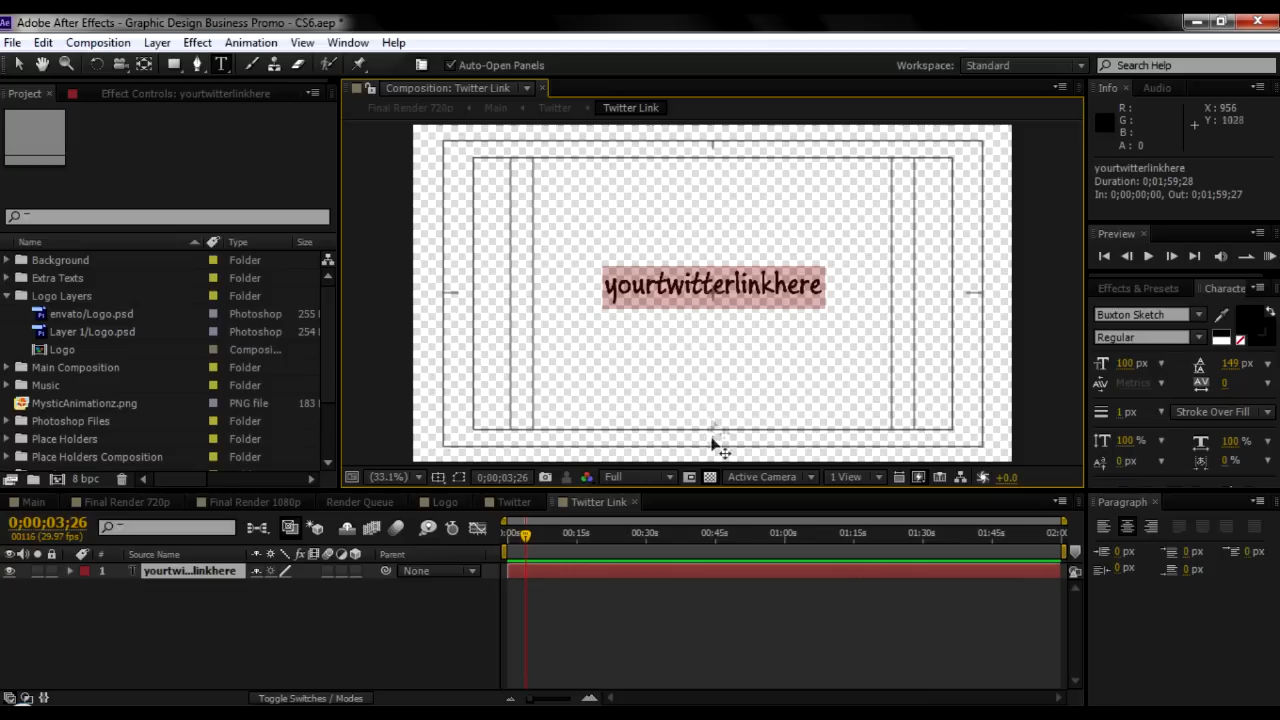 Ae Adobe After Effects - Graphic Design Business Promo - CS6.aep *
File Edit Composition Layer Effect Animation View Window Help
T Auto-Open Panels Workspace: Standard Search Help
Project Effect Controls: yourtwitterlinkhere Composition: Twitter Link Info Audio
Final Render 720p Main Twitter Twitter Link
R : X : 956
G : Y : 1028
B :
A : 0
yourtwitterlinkhere
Duration: 0;01;59;28
In: 0;00;00;00, Out: 0;01;59;27
Preview
Name Type Size
Background Folder
Extra Texts Folder
Logo Layers Folder
envato/Logo.psd Photoshop 255
Layer 1/Logo.psd Photoshop 254
Logo Composi...
Main Composition Folder
Music Folder
MysticAnimationz.png PNG file 183
Photoshop Files Folder
Place Holders Folder
Place Holders Composition Folder
8 bpc
yourtwitterlinkhere
Effects & Presets Characte
Buxton Sketch
Regular
100 px 149 px
Metrics 0
1 px Stroke Over Fill
100 % 100 %
0 px 0 %
(33.1%) 0;00;03;26 Full Active Camera 1 View +0.0
Main Final Render 720p Final Render 1080p Render Queue Logo Twitter Twitter Link Paragraph
0;00;03;26
00116 (29.97 fps)
:00s 00:15s 00:30s 00:45s 01:00s 01:15s 01:30s 01:45s 02:00
# Source Name Parent
1 T yourtwi...linkhere None
0 px 0 px 0 px
0 px 0 px
Toggle Switches / Modes